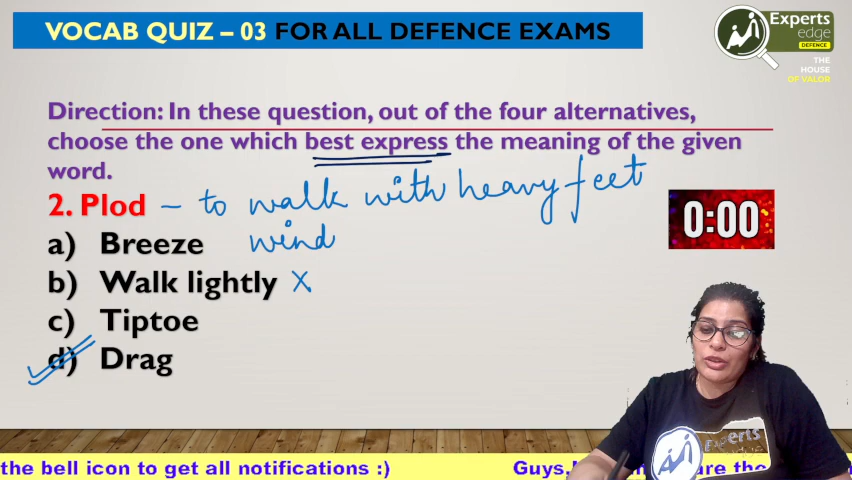 VOCAB QUIZ – 03 FOR ALL DEFENCE EXAMS
Experts
edge
DEFENCE
THE
HOUSE
OF VALOR
Direction: In these question, out of the four alternatives,
choose the one which best express the meaning of the given
word.
2. Plod – to walk with heavy feet
0:00
a) Breeze wind
b) Walk lightly x
c) Tiptoe
d) Drag
Experts
edge
the bell icon to get all notifications :) Guys,